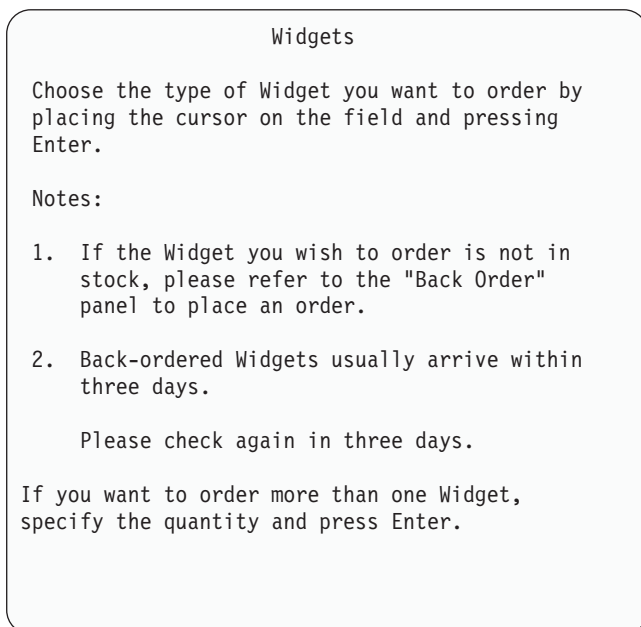 Widgets
Choose the type of Widget you want to order by
placing the cursor on the field and pressing
Enter.
Notes:
1. If the Widget you wish to order is not in
stock, please refer to the "Back Order"
panel to place an order.
2. Back-ordered Widgets usually arrive within
three days.
Please check again in three days.
If you want to order more than one Widget,
specify the quantity and press Enter.